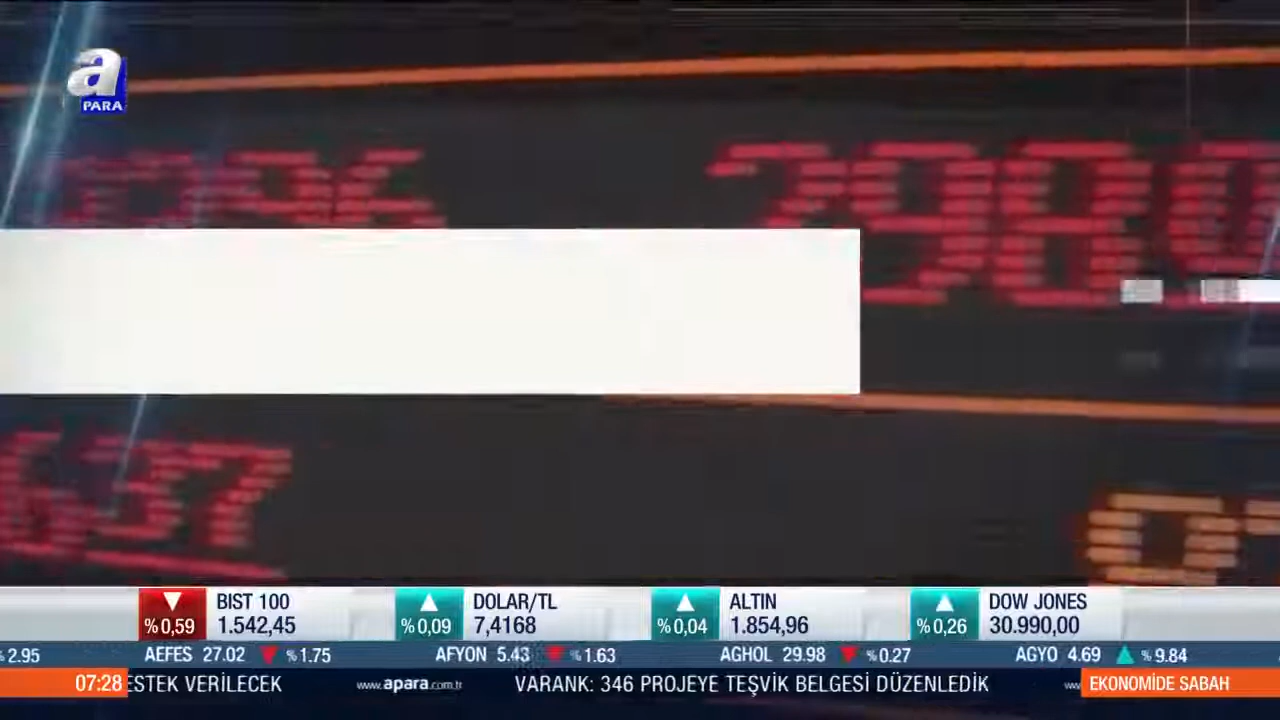 a
PARA
298,0
637
BIST 100
%0,59 1.542,45
DOLAR/TL
%0,09 7,4168
ALTIN
%0,04 1.854,96
DOW JONES
%0,26 30.990,00
2.95 AEFES 27.02 %1.75 AFYON 5.43 %1.63 AGHOL 29.98 %0.27 AGYO 4.69 %9.84
07:28 ESTEK VERİLECEK www.apara.com.tr VARANK: 346 PROJEYE TEŞVİK BELGESİ DÜZENLEDİK EKONOMİDE SABAH